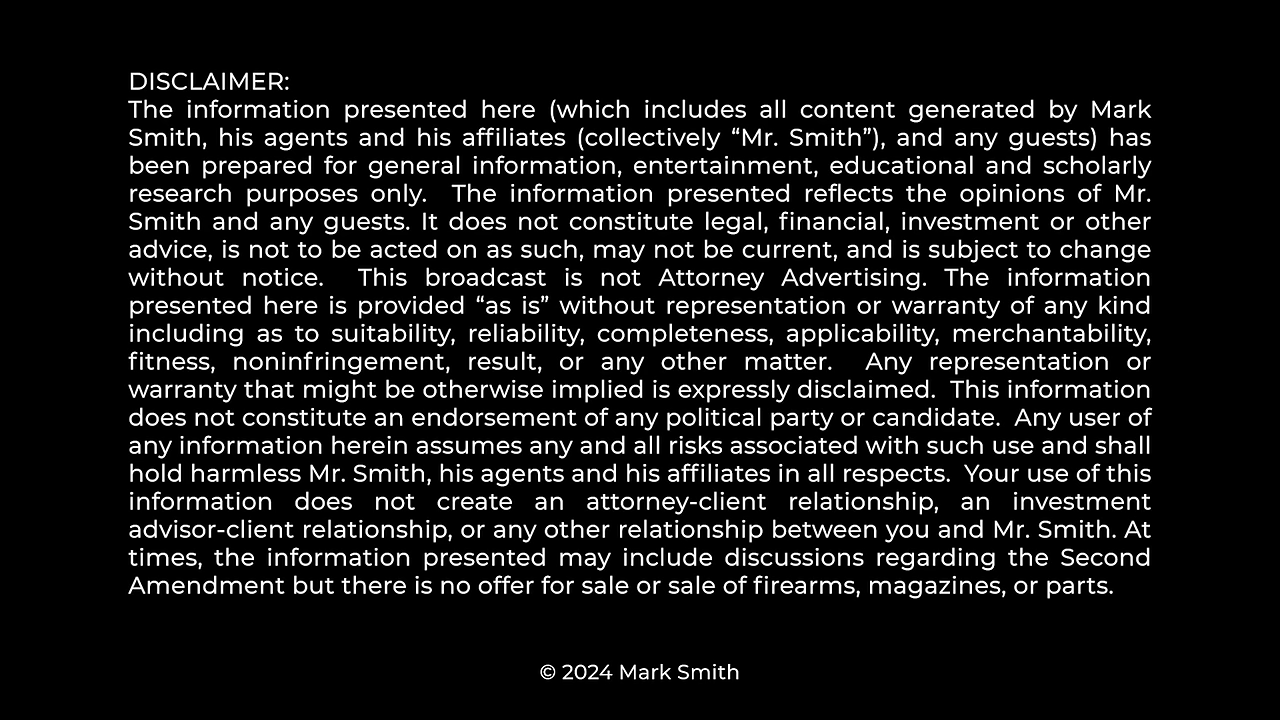 DISCLAIMER:
The information presented here (which includes all content generated by Mark
Smith, his agents and his affiliates (collectively “Mr. Smith”), and any guests) has
been prepared for general information, entertainment, educational and scholarly
research purposes only.  The information presented reflects the opinions of Mr.
Smith and any guests. It does not constitute legal, financial, investment or other
advice, is not to be acted on as such, may not be current, and is subject to change
without notice.  This broadcast is not Attorney Advertising. The information
presented here is provided “as is” without representation or warranty of any kind
including as to suitability, reliability, completeness, applicability, merchantability,
fitness, noninfringement, result, or any other matter.  Any representation or
warranty that might be otherwise implied is expressly disclaimed.  This information
does not constitute an endorsement of any political party or candidate.  Any user of
any information herein assumes any and all risks associated with such use and shall
hold harmless Mr. Smith, his agents and his affiliates in all respects.  Your use of this
information does not create an attorney-client relationship, an investment
advisor-client relationship, or any other relationship between you and Mr. Smith. At
times, the information presented may include discussions regarding the Second
Amendment but there is no offer for sale or sale of firearms, magazines, or parts.
© 2024 Mark Smith